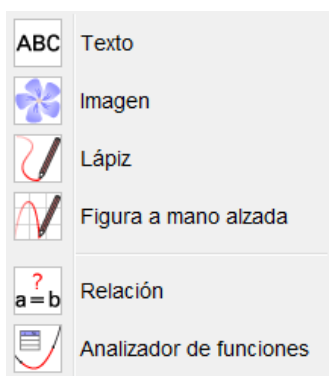 ABC Texto
Imagen
Lápiz
Figura a mano alzada
?
a=b Relación
Analizador de funciones